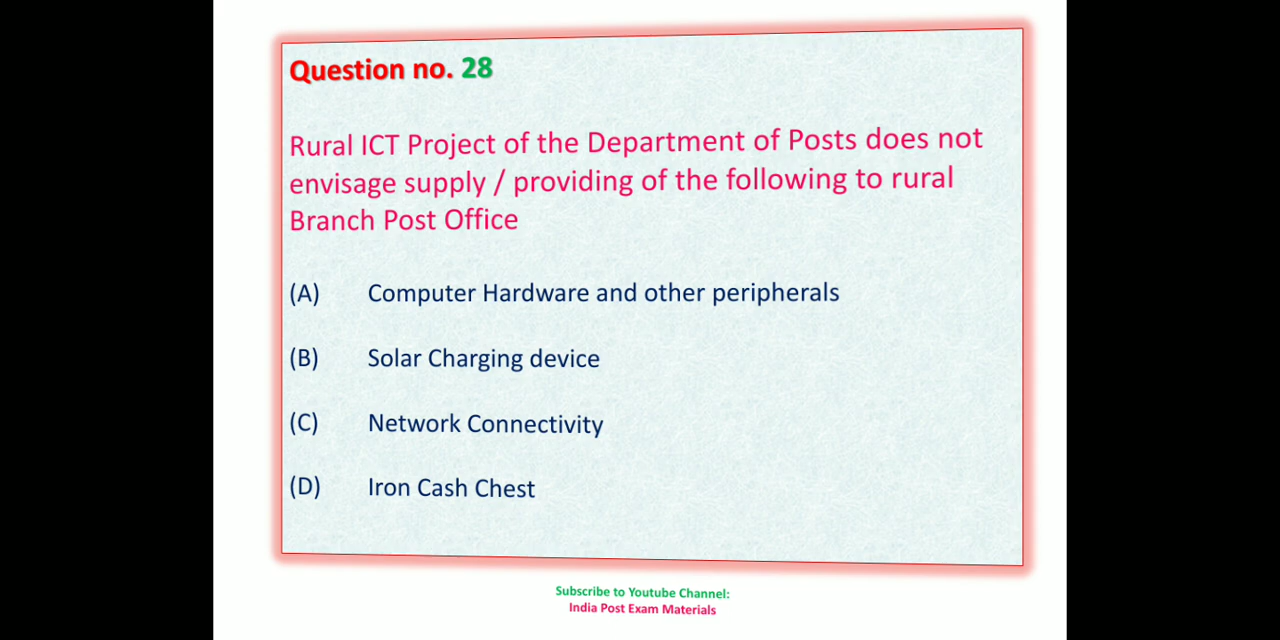 Question no. 28
Rural ICT Project of the Department of Posts does not
envisage supply / providing of the following to rural
Branch Post Office
(A) Computer Hardware and other peripherals
(B) Solar Charging device
(C) Network Connectivity
(D) Iron Cash Chest
Subscribe to Youtube Channel:
India Post Exam Materials